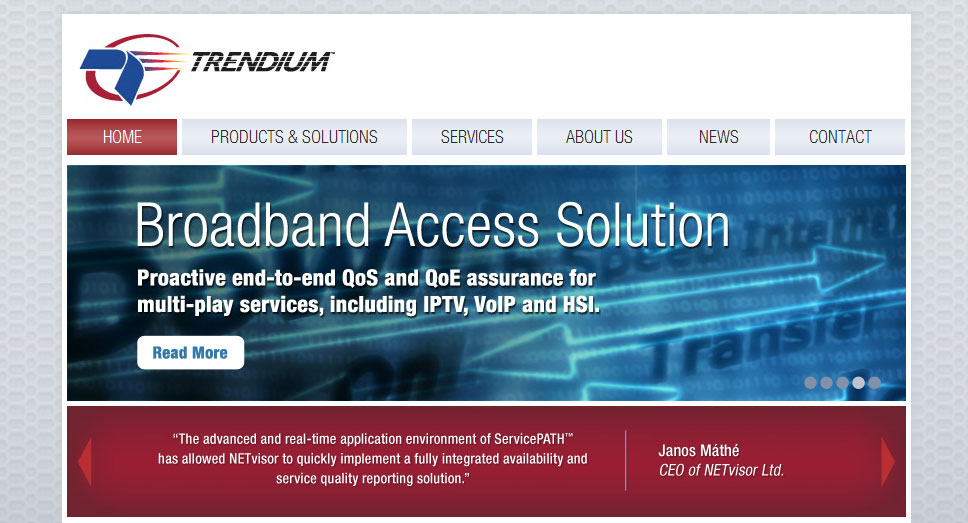 TRENDIUM™
HOME
PRODUCTS & SOLUTIONS
SERVICES
ABOUT US
NEWS
CONTACT
Broadband Access Solution
Proactive end-to-end QoS and QoE assurance for
multi-play services, including IPTV, VoIP and HSI.
Read More
Internet
Transfer
“The advanced and real-time application environment of ServicePATH™
has allowed NETvisor to quickly implement a fully integrated availability and
service quality reporting solution.”
Janos Máthé
CEO of NETvisor Ltd.